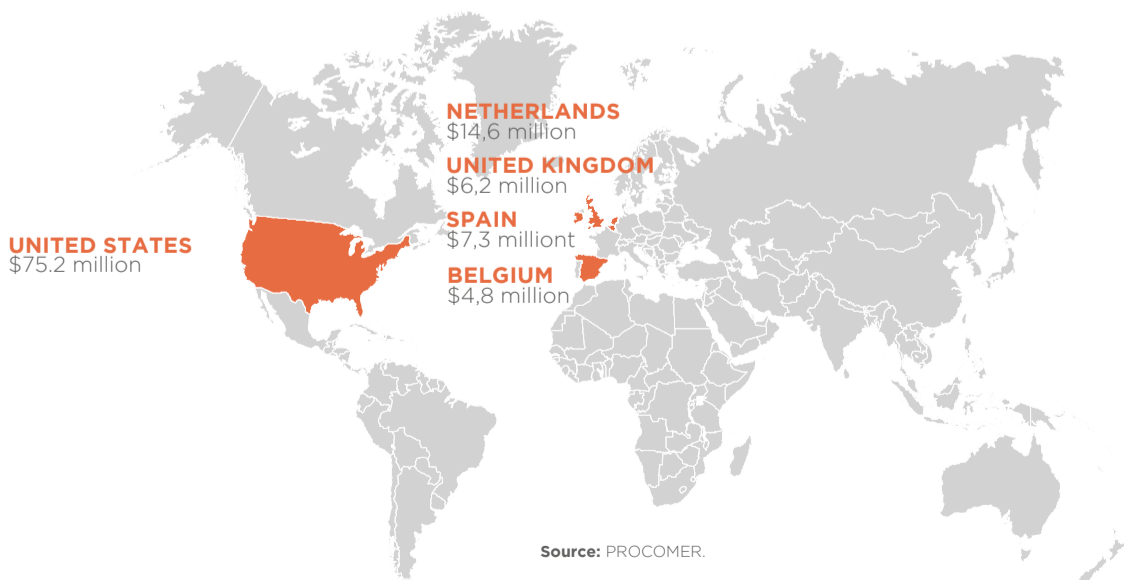 NETHERLANDS
$14,6 million
UNITED KINGDOM
$6,2 million
SPAIN
$7,3 milliont
BELGIUM
$4,8 million
UNITED STATES
$75.2 million
Source: PROCOMER.